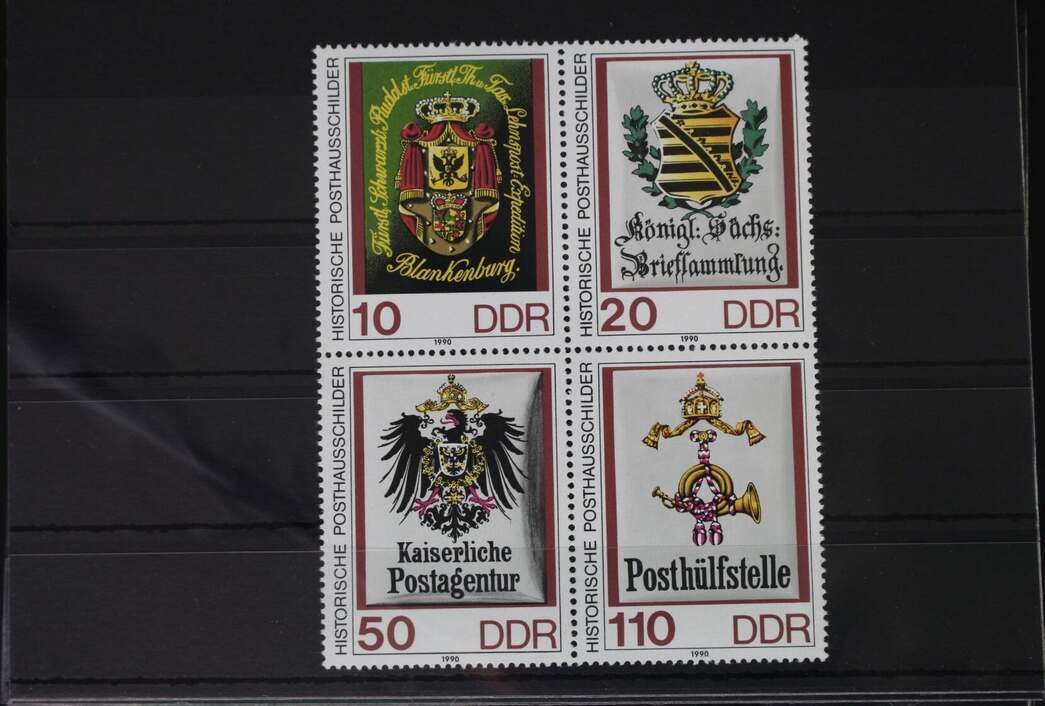 HISTORISCHE POSTHAUSSCHILDER
Fürstl. Schwarzb. Rudolst. Fürstl. Th. u. Tax. Lehnspost-Expedition
Blankenburg.
10 DDR
1990
HISTORISCHE POSTHAUSSCHILDER
Königl: Sächs:
Briefsammlung.
20 DDR
1990
HISTORISCHE POSTHAUSSCHILDER
Kaiserliche
Postagentur
50 DDR
1990
HISTORISCHE POSTHAUSSCHILDER
Posthülfstelle
110 DDR
1990